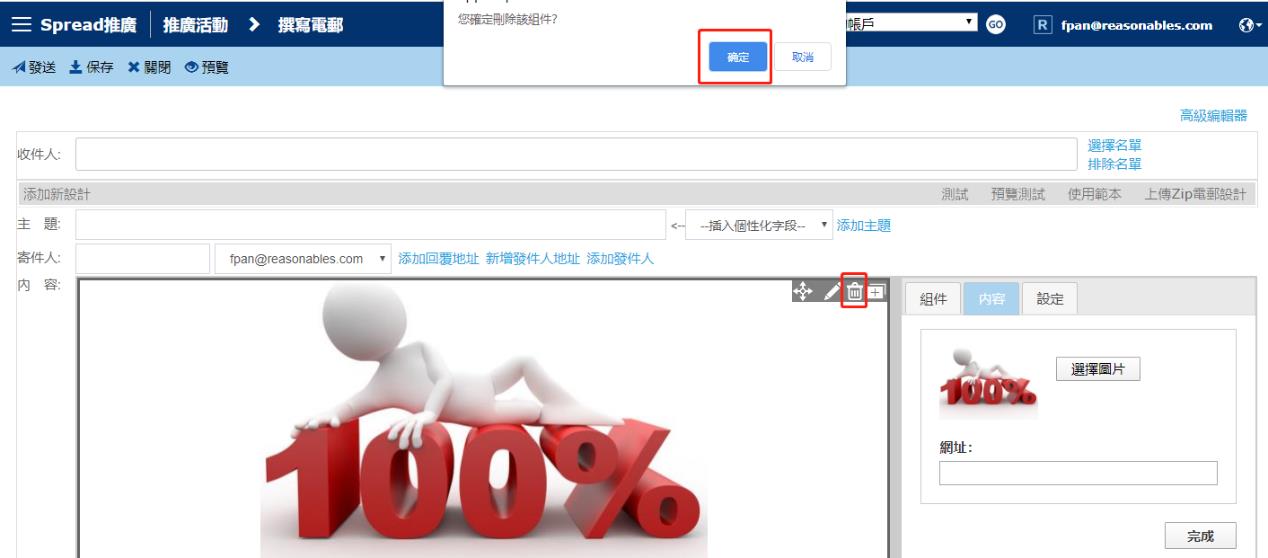 您確定刪除該組件?
确定
取消
Spread推廣
推廣活動
撰寫電郵
帳戶
GO
R
fpan@reasonables.com
發送
保存
關閉
預覽
高級編輯器
收件人:
選擇名單
排除名單
添加新設計
測試
預覽測試
使用範本
上傳Zip電郵設計
主 題:
<--
--插入個性化字段--
添加主題
寄件人:
fpan@reasonables.com
添加回覆地址
新增發件人地址
添加發件人
内 容:
組件
内容
設定
100%
100%
選擇圖片
網址:
完成